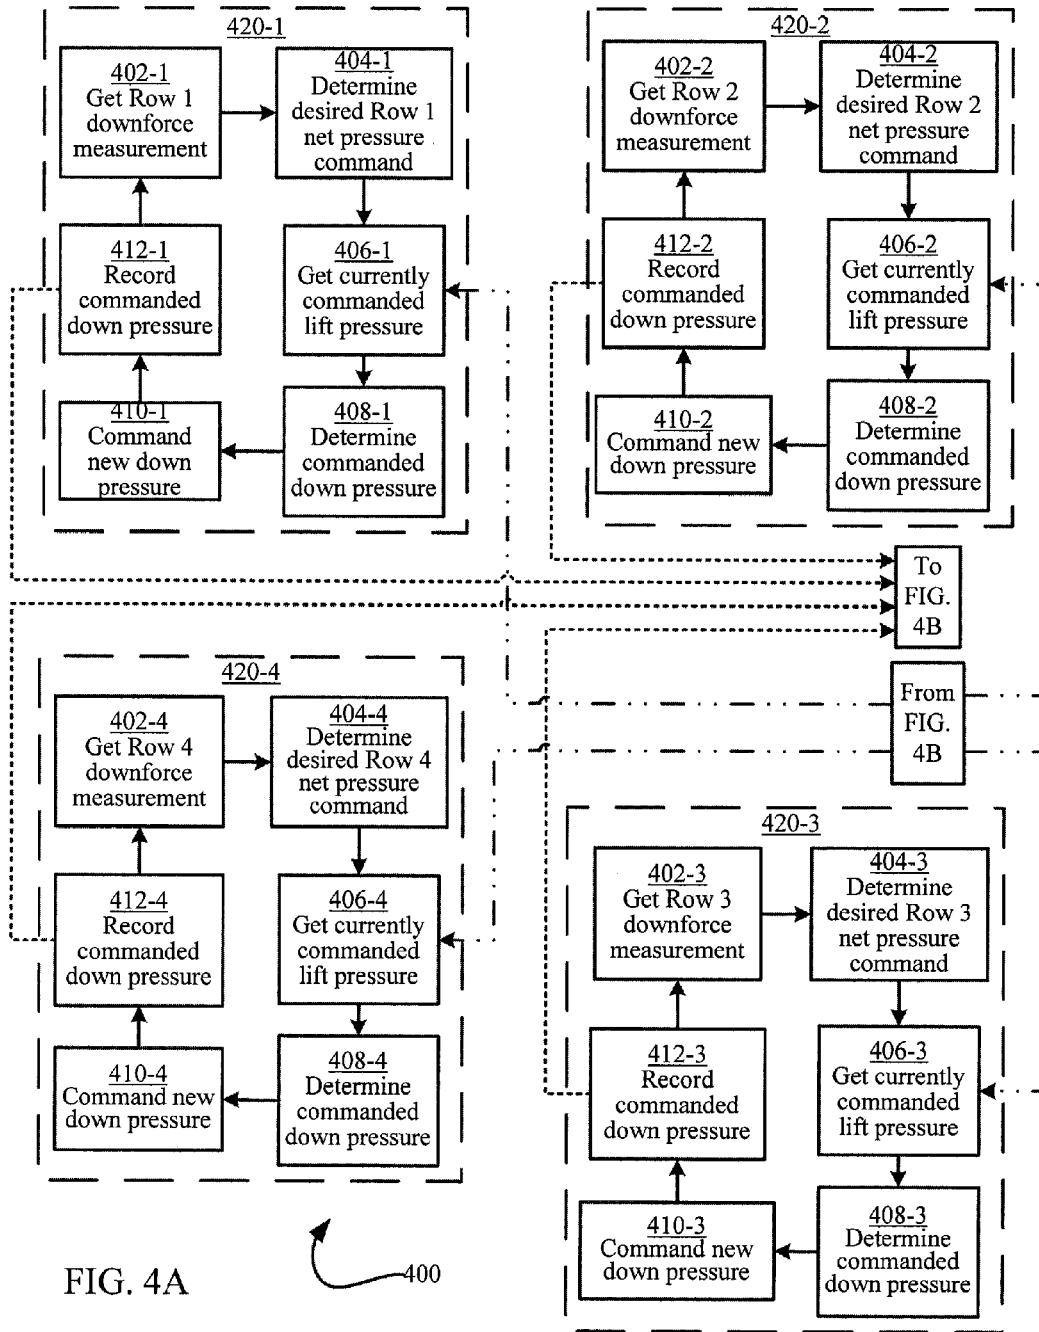 420-1
402-1
Get Row 1
downforce
measurement
404-1
Determine
desired Row 1
net pressure
command
412-1
Record
commanded
down pressure
406-1
Get currently
commanded
lift pressure
410-1
Command
new down
pressure
408-1
Determine
commanded
down pressure
420-2
402-2
Get Row 2
downforce
measurement
404-2
Determine
desired Row 2
net pressure
command
412-2
Record
commanded
down pressure
406-2
Get currently
commanded
lift pressure
410-2
Command new
down pressure
408-2
Determine
commanded
down pressure
To
FIG.
4B
From
FIG.
4B
420-4
402-4
Get Row 4
downforce
measurement
404-4
Determine
desired Row 4
net pressure
command
412-4
Record
commanded
down pressure
406-4
Get currently
commanded
lift pressure
410-4
Command new
down pressure
408-4
Determine
commanded
down pressure
420-3
402-3
Get Row 3
downforce
measurement
404-3
Determine
desired Row 3
net pressure
command
412-3
Record
commanded
down pressure
406-3
Get currently
commanded
lift pressure
410-3
Command new
down pressure
408-3
Determine
commanded
down pressure
FIG. 4A
400